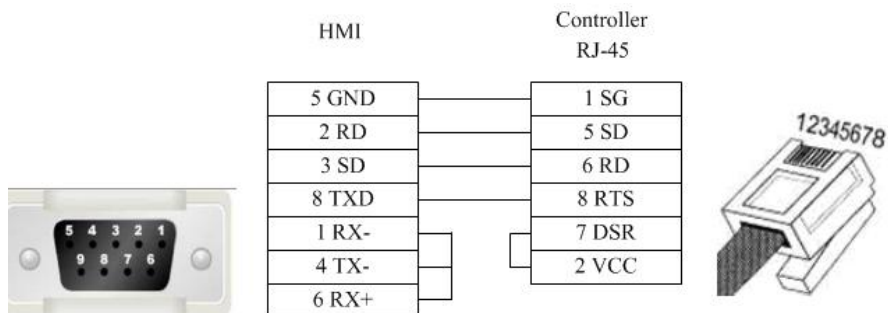 HMI
Controller
RJ-45
5 GND
1 SG
2 RD
5 SD
3 SD
6 RD
8 TXD
8 RTS
1 RX-
7 DSR
4 TX-
2 VCC
6 RX+
5 4 3 2 1
9 8 7 6
12345678